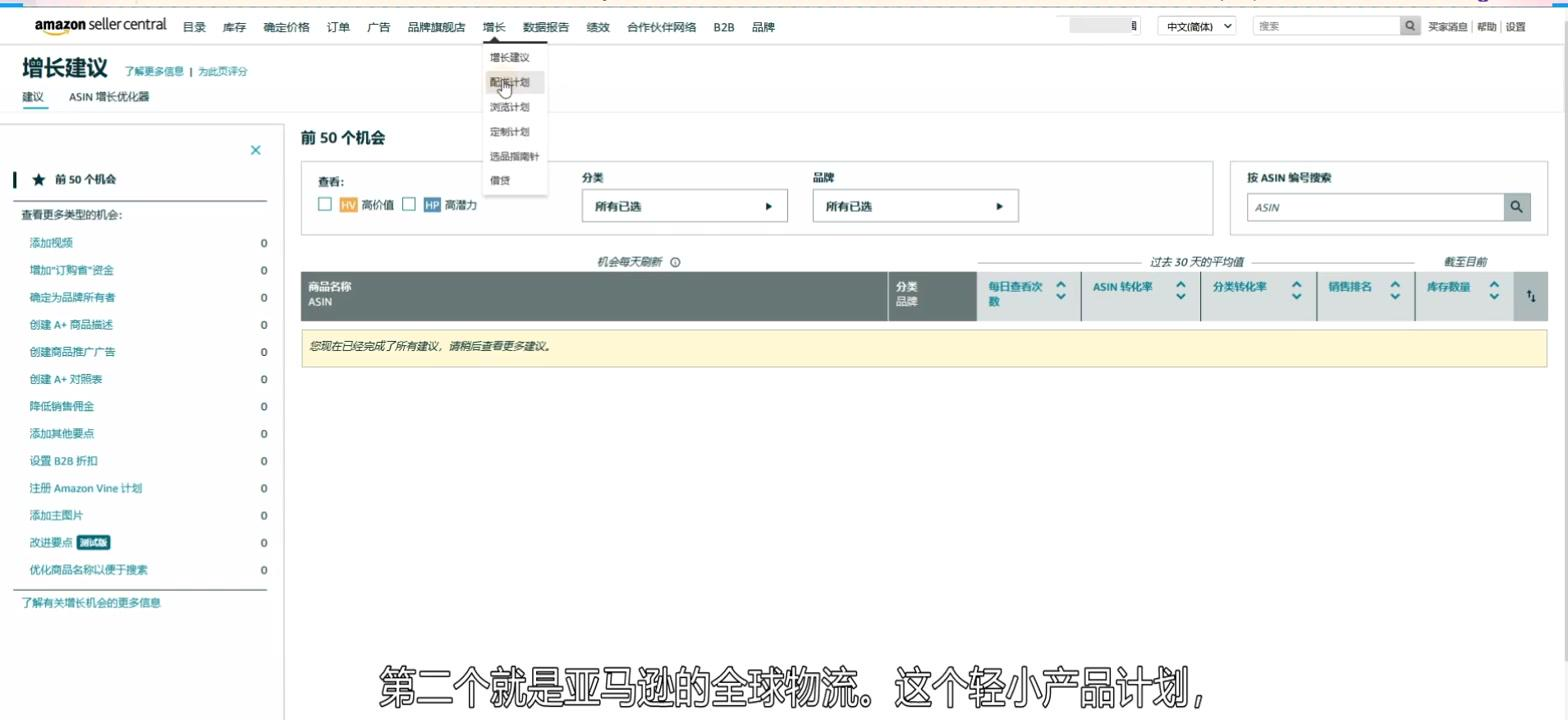 amazon seller central 目录 库存 确定价格 订单 广告 品牌旗舰店 增长 数据报告 绩效 合作伙伴网络 B2B 品牌 中文(简体) 搜索 买家消息 | 帮助 | 设置
增长建议 了解更多信息 | 为此页评分
建议 ASIN 增长优化器
增长建议
配送计划
浏览计划
定制计划
选品指南针
借贷
前 50 个机会
查看更多类型的机会:
添加视频 0
增加"订购省"资金 0
确定为品牌所有者 0
创建 A+ 商品描述 0
创建商品推广广告 0
创建 A+ 对照表 0
降低销售佣金 0
添加其他要点 0
设置 B2B 折扣 0
注册 Amazon Vine 计划 0
添加主图片 0
改进要点 测试版 0
优化商品名称以便于搜索 0
了解有关增长机会的更多信息
前 50 个机会
查看:
HV 高价值 HP 高潜力
分类
所有已选
品牌
所有已选
按 ASIN 编号搜索
ASIN
机会每天刷新 过去 30 天的平均值 截至目前
商品名称
ASIN
分类
品牌
每日查看次
数
ASIN 转化率
分类转化率
销售排名
库存数量
您现在已经完成了所有建议，请稍后查看更多建议。
第二个就是亚马逊的全球物流。这个轻小产品计划,